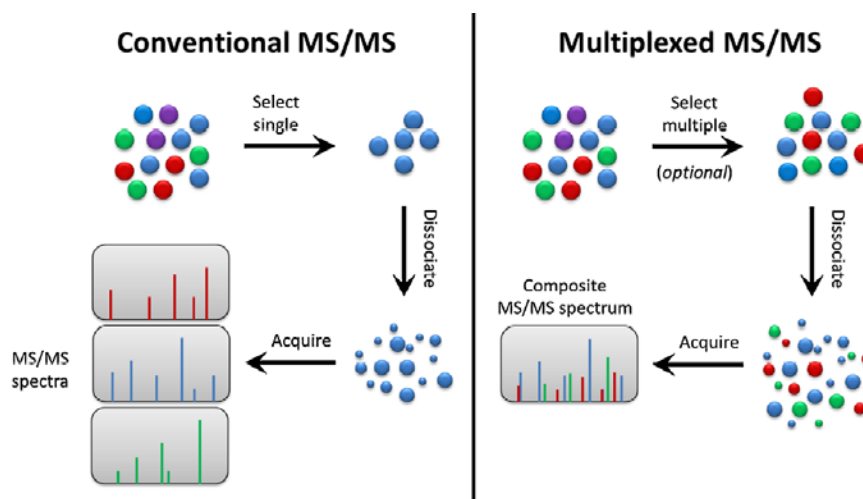 Conventional MS/MS
Select
single
Dissociate
Acquire
MS/MS
spectra
Multiplexed MS/MS
Select
multiple
(optional)
Dissociate
Composite
MS/MS spectrum
Acquire